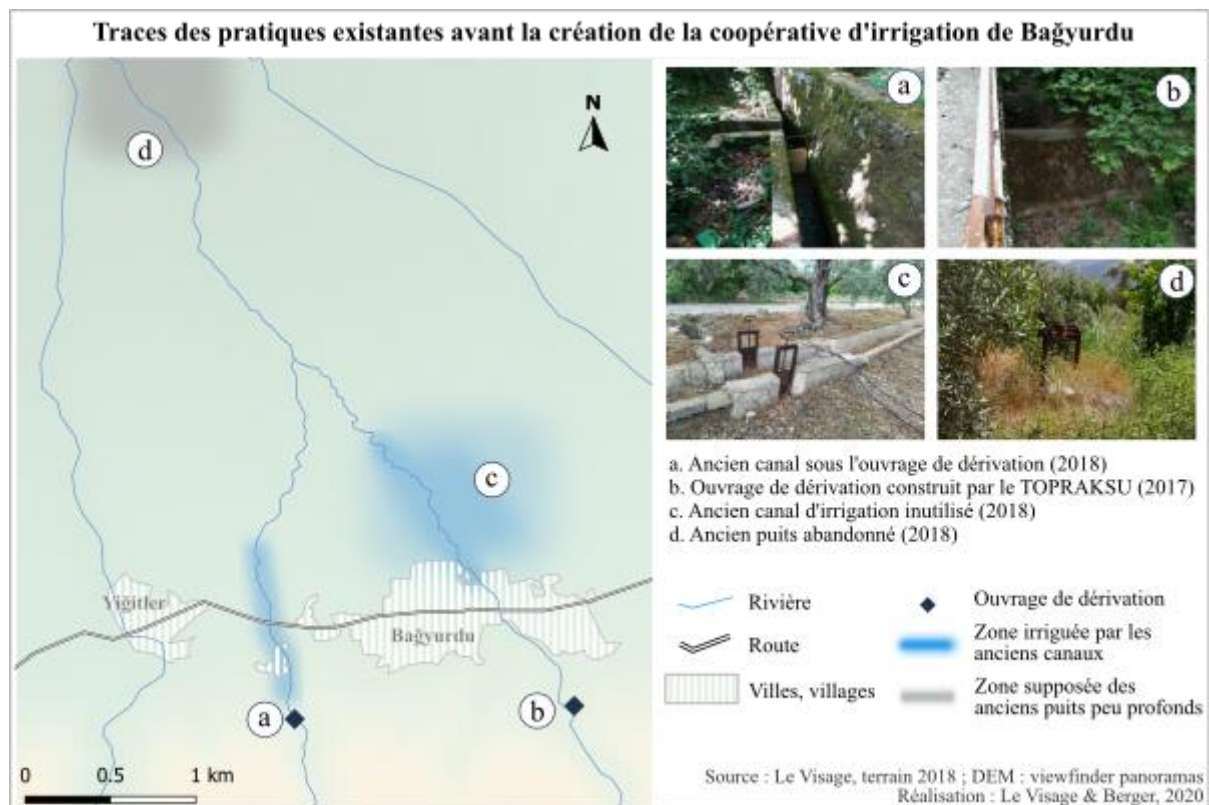 Traces des pratiques existantes avant la création de la coopérative d'irrigation de Bağyurdu
d
N
c
Yiğitler
Bağyurdu
a
b
0
0.5
1 km
a
b
c
d
a. Ancien canal sous l'ouvrage de dérivation (2018)
b. Ouvrage de dérivation construit par le TOPRAKSU (2017)
c. Ancien canal d'irrigation inutilisé (2018)
d. Ancien puits abandonné (2018)
Rivière
Route
Villes, villages
Ouvrage de dérivation
Zone irriguée par les
anciens canaux
Zone supposée des
anciens puits peu profonds
Source : Le Visage, terrain 2018 ; DEM : viewfinder panoramas
Réalisation : Le Visage & Berger, 2020